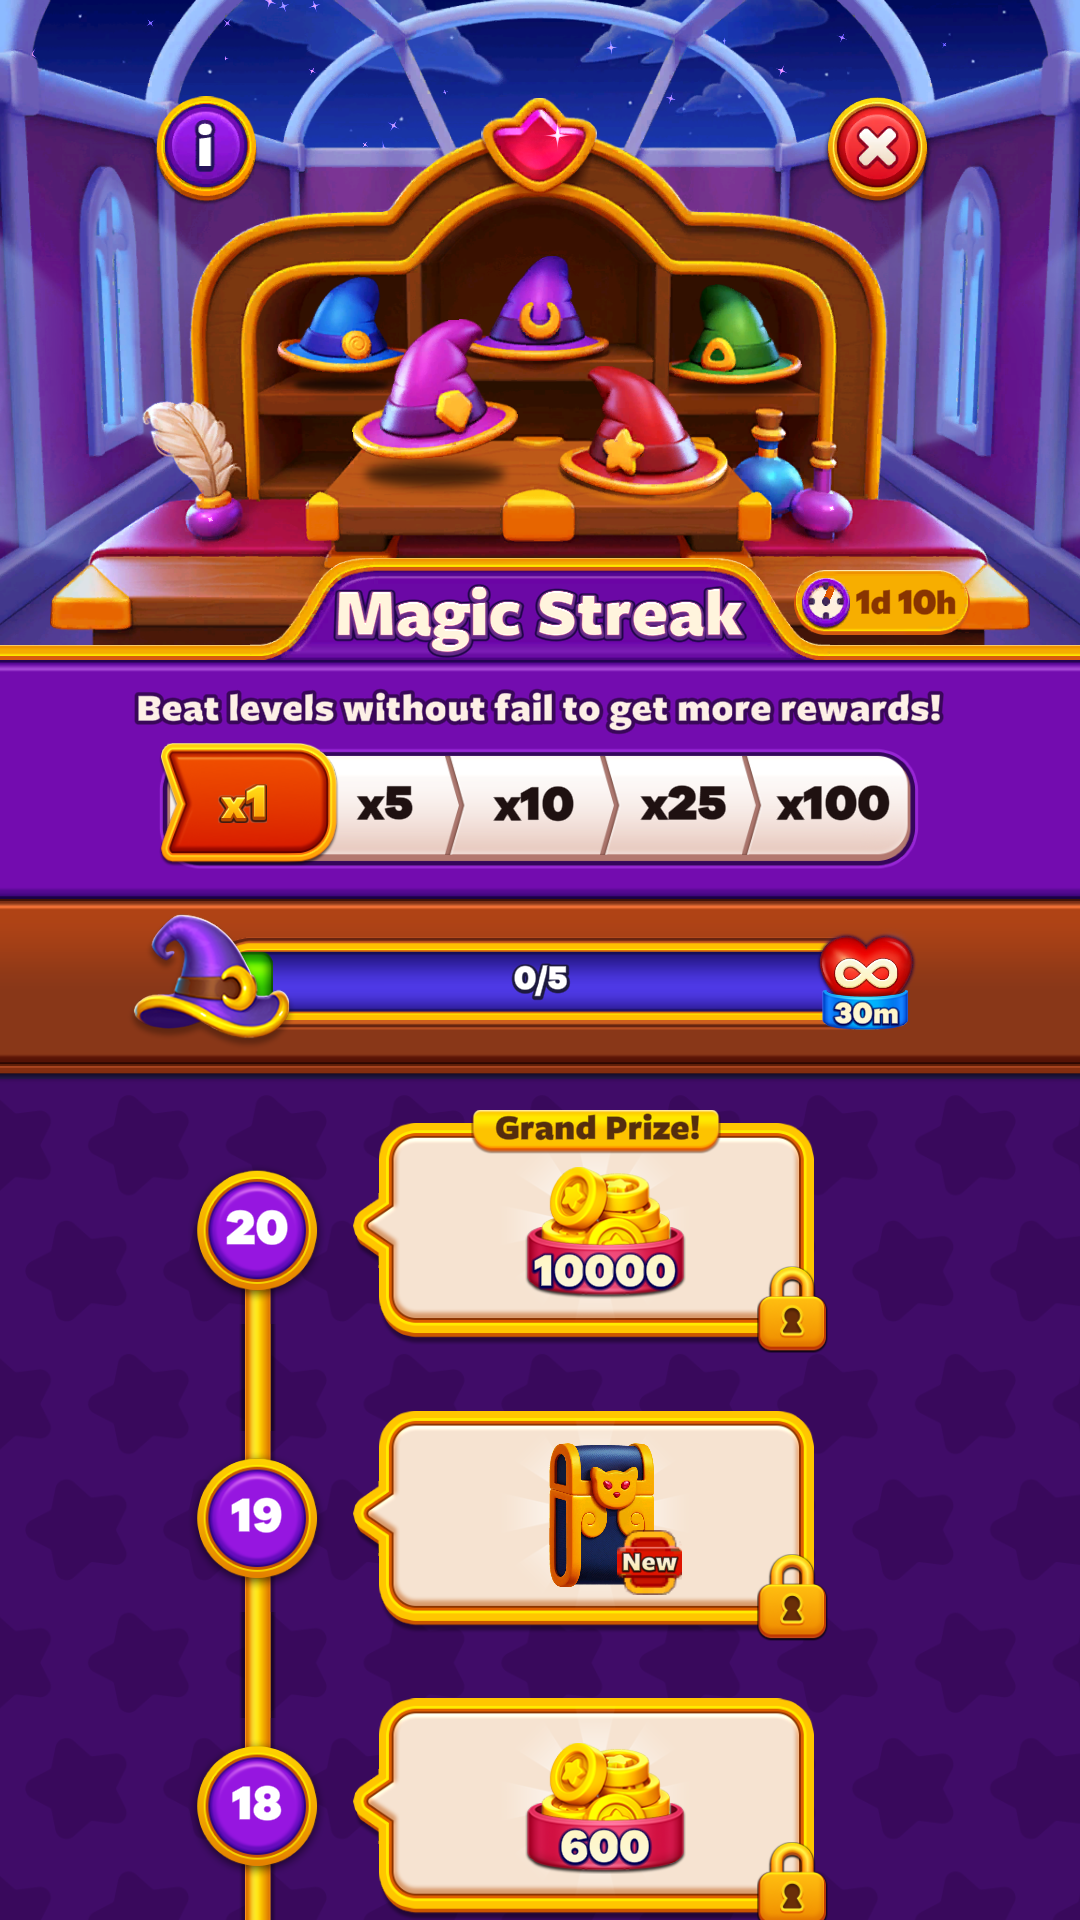 i
Magic Streak
1d 10h
Beat levels without fail to get more rewards!
x1 x5 x10 x25 x100
0/5
30m
Grand Prize!
20
10000
19
New
18
600